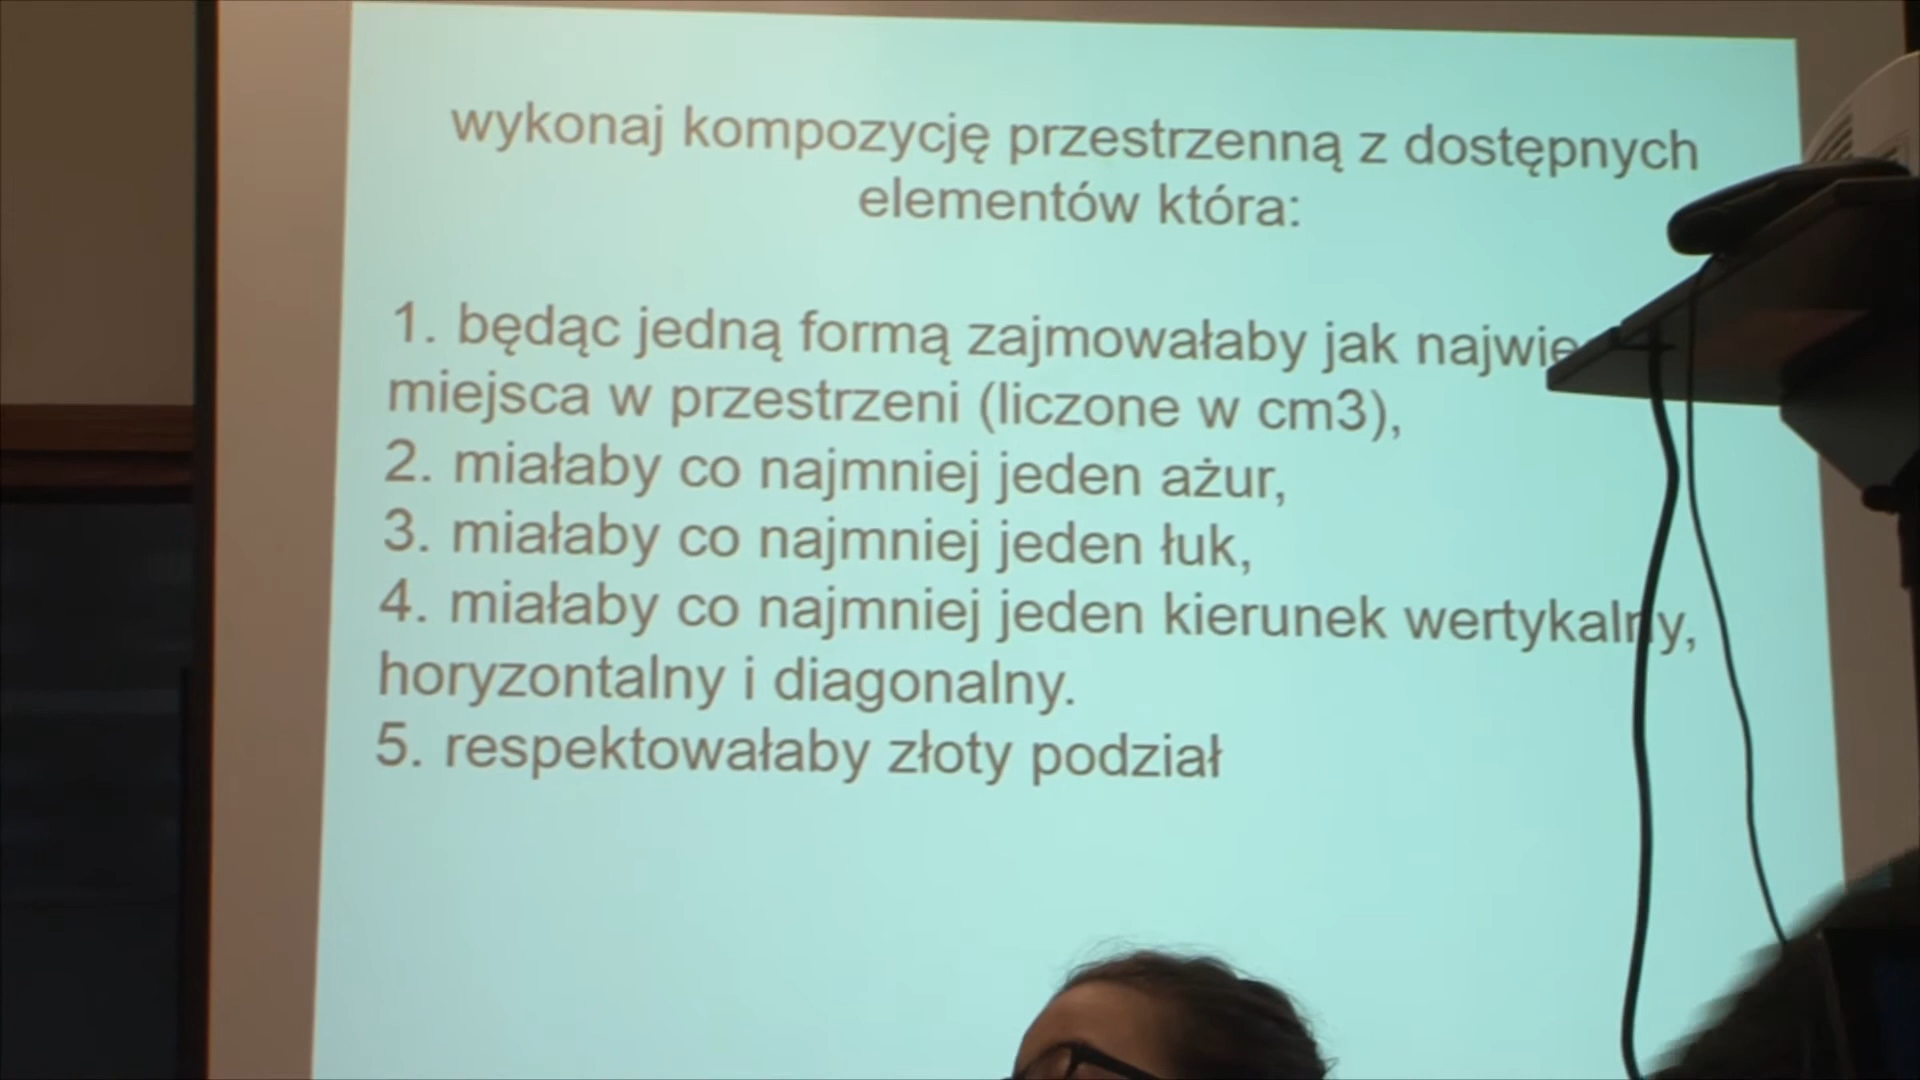 wykonaj kompozycję przestrzenną z dostępnych
elementów która:
1. będąc jedną formą zajmowałaby jak
miejsca w przestrzeni (liczone w cm3),
2. miałaby co najmniej jeden ażur,
3. miałaby co najmniej jeden łuk,
4. miałaby co najmniej jeden kierunek wertykalny,
horyzontalny i diagonalny.
5. respektowałaby złoty podział